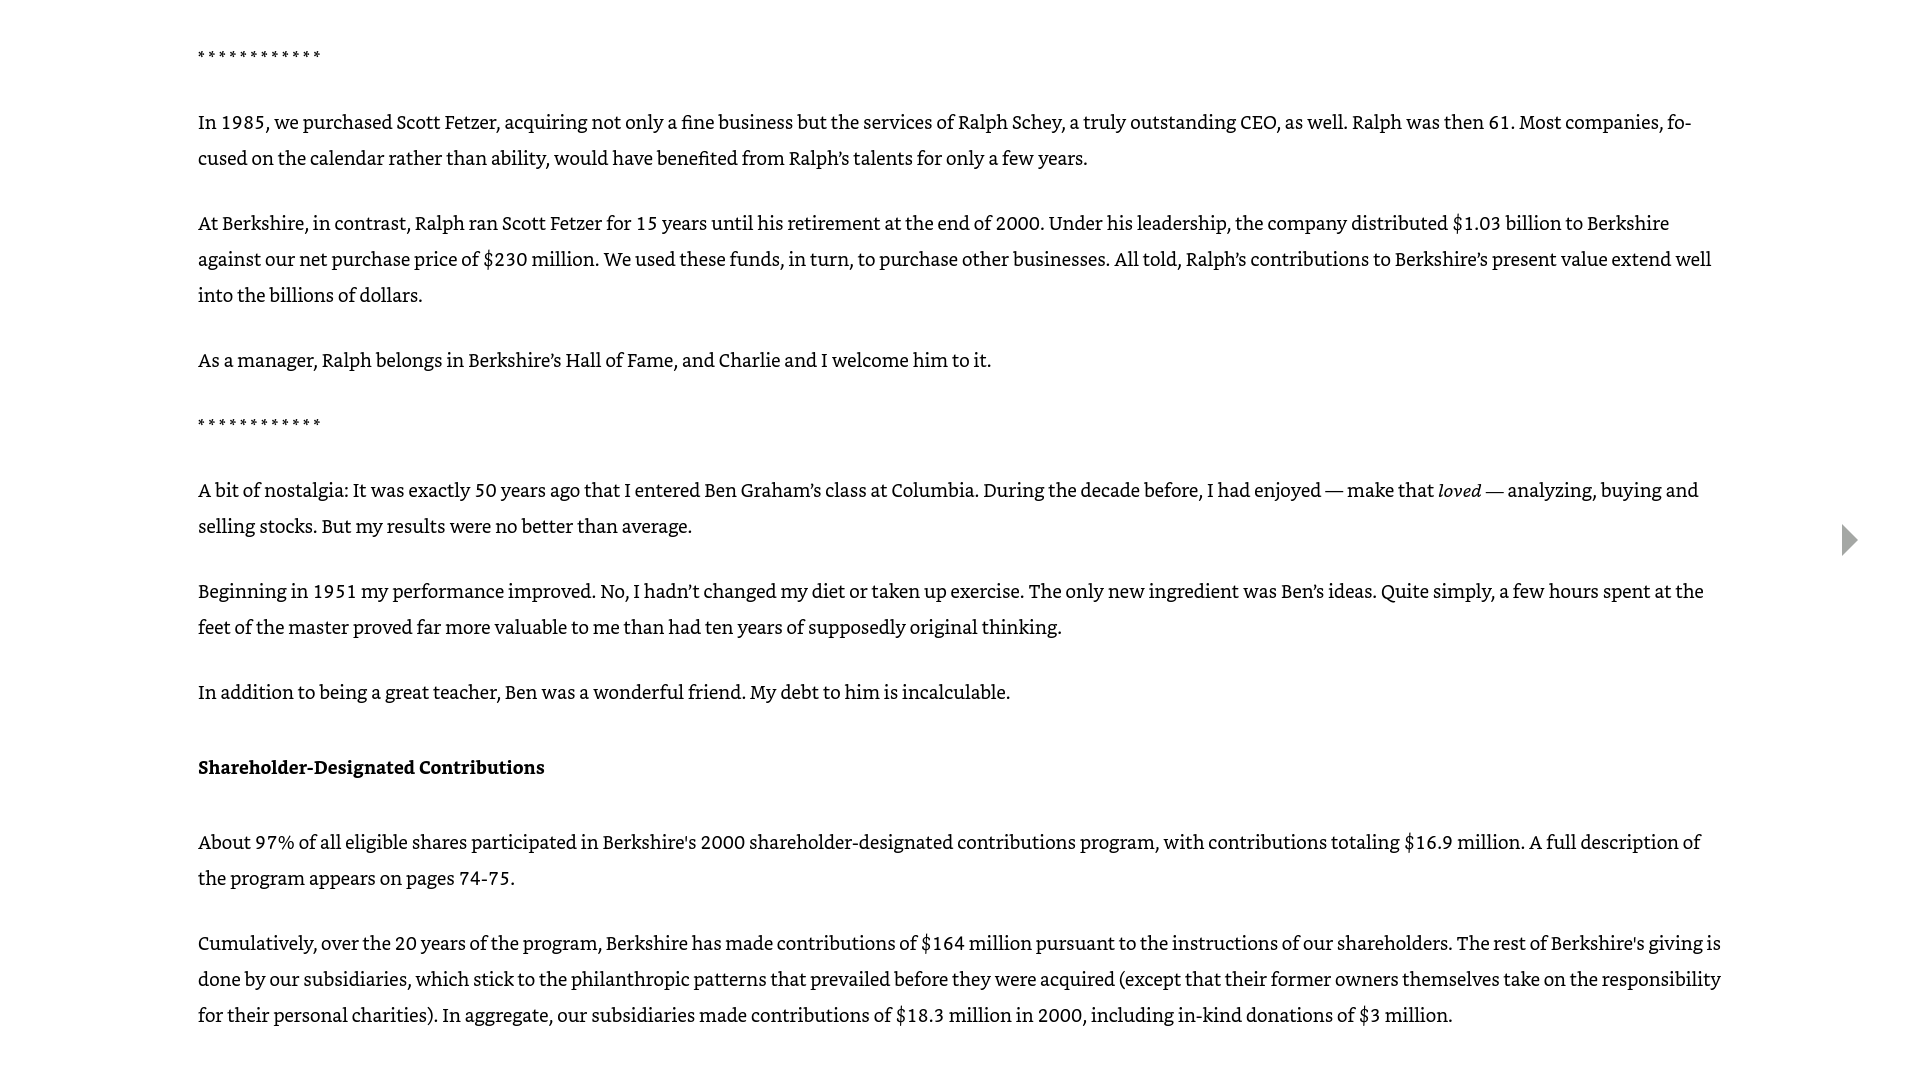 * * * * * * * * * * * *
In 1985, we purchased Scott Fetzer, acquiring not only a fine business but the services of Ralph Schey, a truly outstanding CEO, as well. Ralph was then 61. Most companies, fo-
cused on the calendar rather than ability, would have benefited from Ralph’s talents for only a few years.
At Berkshire, in contrast, Ralph ran Scott Fetzer for 15 years until his retirement at the end of 2000. Under his leadership, the company distributed $1.03 billion to Berkshire
against our net purchase price of $230 million. We used these funds, in turn, to purchase other businesses. All told, Ralph’s contributions to Berkshire’s present value extend well
into the billions of dollars.
As a manager, Ralph belongs in Berkshire’s Hall of Fame, and Charlie and I welcome him to it.
* * * * * * * * * * * *
A bit of nostalgia: It was exactly 50 years ago that I entered Ben Graham’s class at Columbia. During the decade before, I had enjoyed — make that loved — analyzing, buying and
selling stocks. But my results were no better than average.
Beginning in 1951 my performance improved. No, I hadn’t changed my diet or taken up exercise. The only new ingredient was Ben’s ideas. Quite simply, a few hours spent at the
feet of the master proved far more valuable to me than had ten years of supposedly original thinking.
In addition to being a great teacher, Ben was a wonderful friend. My debt to him is incalculable.
Shareholder-Designated Contributions
About 97% of all eligible shares participated in Berkshire's 2000 shareholder-designated contributions program, with contributions totaling $16.9 million. A full description of
the program appears on pages 74-75.
Cumulatively, over the 20 years of the program, Berkshire has made contributions of $164 million pursuant to the instructions of our shareholders. The rest of Berkshire's giving is
done by our subsidiaries, which stick to the philanthropic patterns that prevailed before they were acquired (except that their former owners themselves take on the responsibility
for their personal charities). In aggregate, our subsidiaries made contributions of $18.3 million in 2000, including in-kind donations of $3 million.